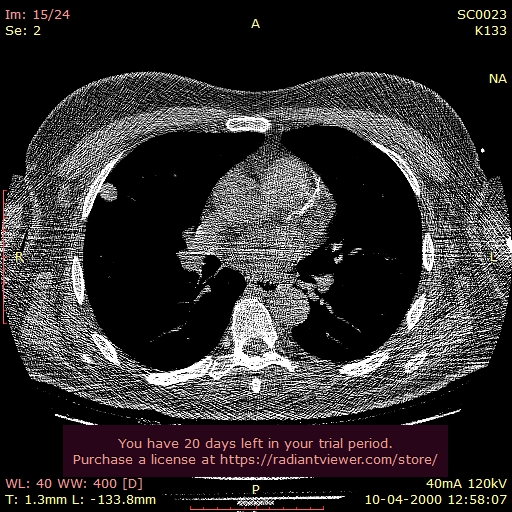 Im: 15/24
Se: 2
A
SC0023
K133
NA
R
L
You have 20 days left in your trial period.
Purchase a license at https://radiantviewer.com/store/
WL: 40 WW: 400 [D]
T: 1.3mm L: -133.8mm
P
40mA 120kV
10-04-2000 12:58:07